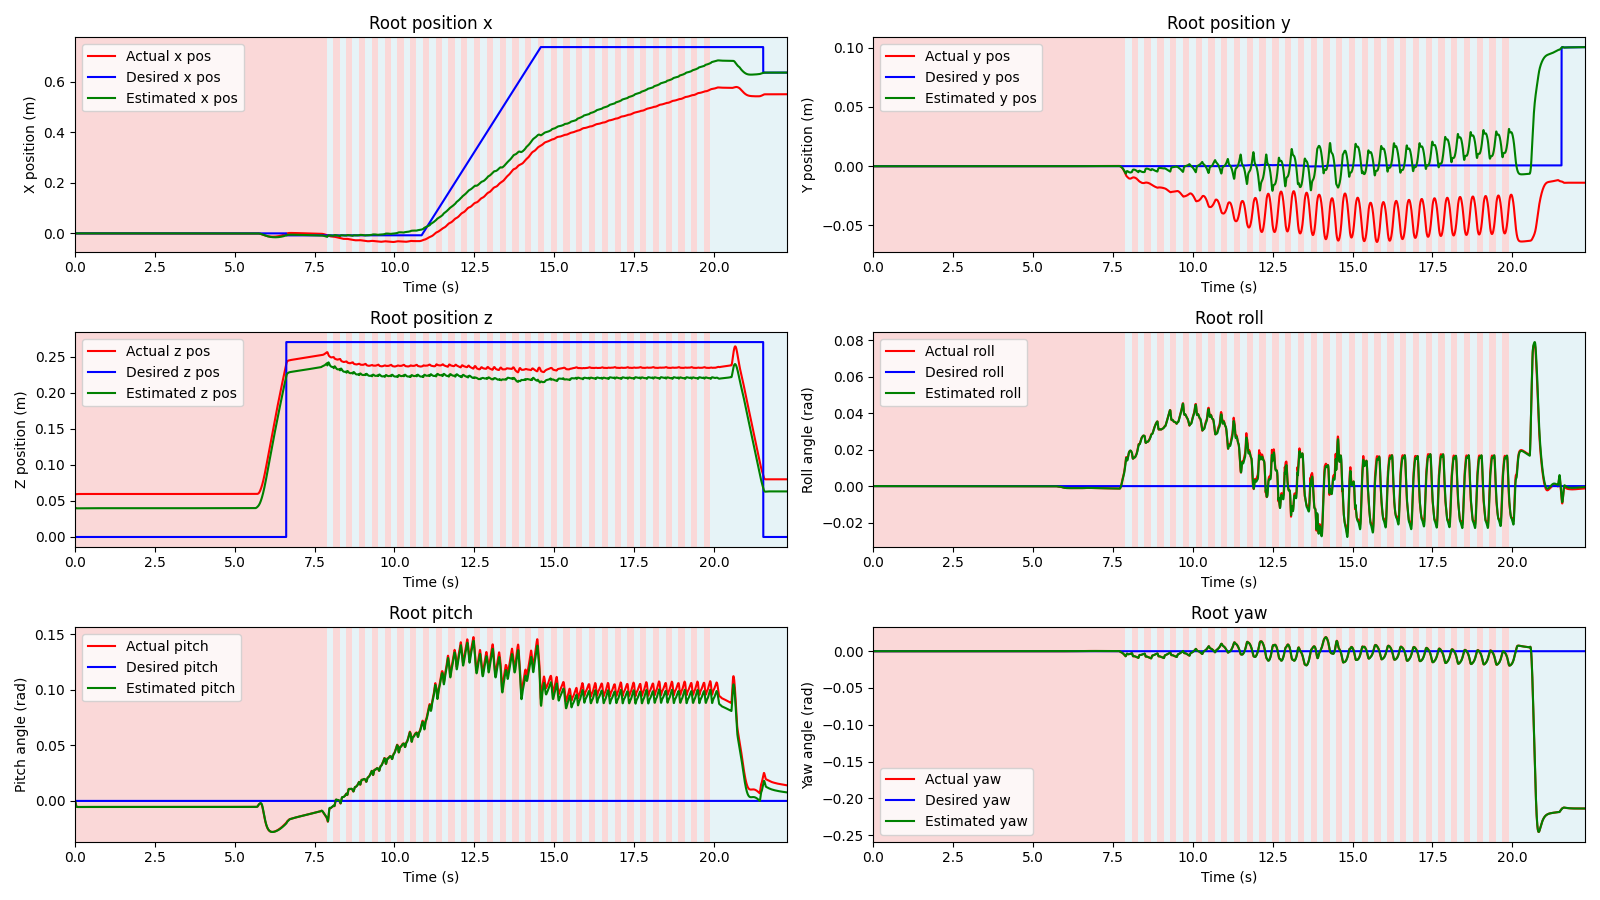 Root position x
Actual x pos
Desired x pos
Estimated x pos
X position (m)
0.6
0.4
0.2
0.0
0.0 2.5 5.0 7.5 10.0 12.5 15.0 17.5 20.0
Time (s)
Root position y
Actual y pos
Desired y pos
Estimated y pos
Y position (m)
0.10
0.05
0.00
−0.05
0.0 2.5 5.0 7.5 10.0 12.5 15.0 17.5 20.0
Time (s)
Root position z
Actual z pos
Desired z pos
Estimated z pos
Z position (m)
0.25
0.20
0.15
0.10
0.05
0.00
0.0 2.5 5.0 7.5 10.0 12.5 15.0 17.5 20.0
Time (s)
Root roll
Actual roll
Desired roll
Estimated roll
Roll angle (rad)
0.08
0.06
0.04
0.02
0.00
−0.02
0.0 2.5 5.0 7.5 10.0 12.5 15.0 17.5 20.0
Time (s)
Root pitch
Actual pitch
Desired pitch
Estimated pitch
Pitch angle (rad)
0.15
0.10
0.05
0.00
0.0 2.5 5.0 7.5 10.0 12.5 15.0 17.5 20.0
Time (s)
Root yaw
Actual yaw
Desired yaw
Estimated yaw
Yaw angle (rad)
0.00
−0.05
−0.10
−0.15
−0.20
−0.25
0.0 2.5 5.0 7.5 10.0 12.5 15.0 17.5 20.0
Time (s)